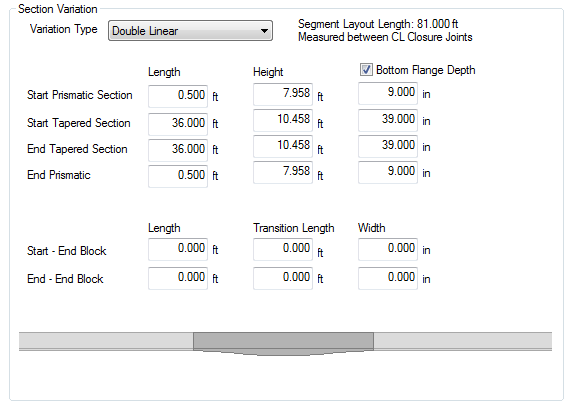 Section Variation
Variation Type Double Linear Segment Layout Length: 81.000 ft
Measured between CL Closure Joints
Length Height Bottom Flange Depth
Start Prismatic Section 0.500 ft 7.958 ft 9.000 in
Start Tapered Section 36.000 ft 10.458 ft 39.000 in
End Tapered Section 36.000 ft 10.458 ft 39.000 in
End Prismatic 0.500 ft 7.958 ft 9.000 in
Length Transition Length Width
Start - End Block 0.000 ft 0.000 ft 0.000 in
End - End Block 0.000 ft 0.000 ft 0.000 in